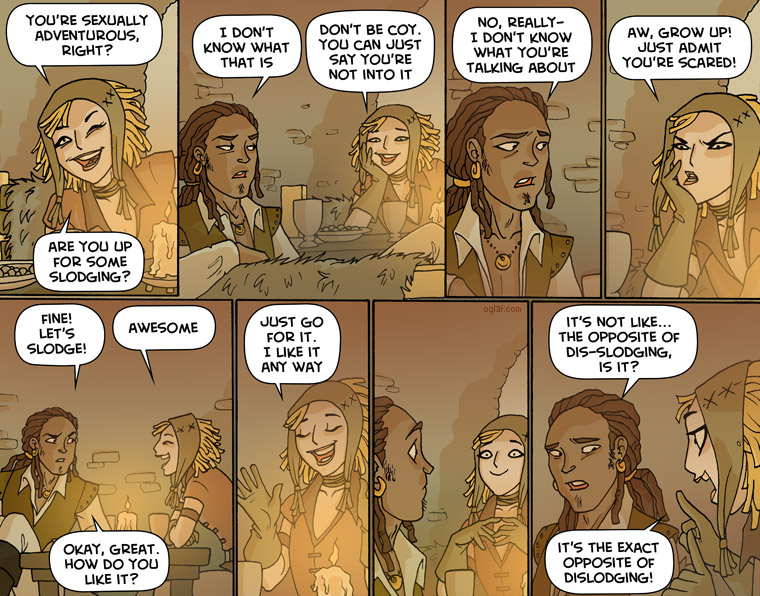 YOU'RE SEXUALLY
ADVENTUROUS,
RIGHT?
ARE YOU UP
FOR SOME
SLODGING?
I DON'T
KNOW WHAT
THAT IS
DON'T BE COY.
YOU CAN JUST
SAY YOU'RE
NOT INTO IT
NO, REALLY–
I DON'T KNOW
WHAT YOU'RE
TALKING ABOUT
AW, GROW UP!
JUST ADMIT
YOU'RE SCARED!
FINE!
LET'S
SLODGE!
AWESOME
OKAY, GREAT.
HOW DO YOU
LIKE IT?
JUST GO
FOR IT.
I LIKE IT
ANY WAY
oglaf.com
IT'S NOT LIKE...
THE OPPOSITE OF
DIS-SLODGING,
IS IT?
IT'S THE EXACT
OPPOSITE OF
DISLODGING!